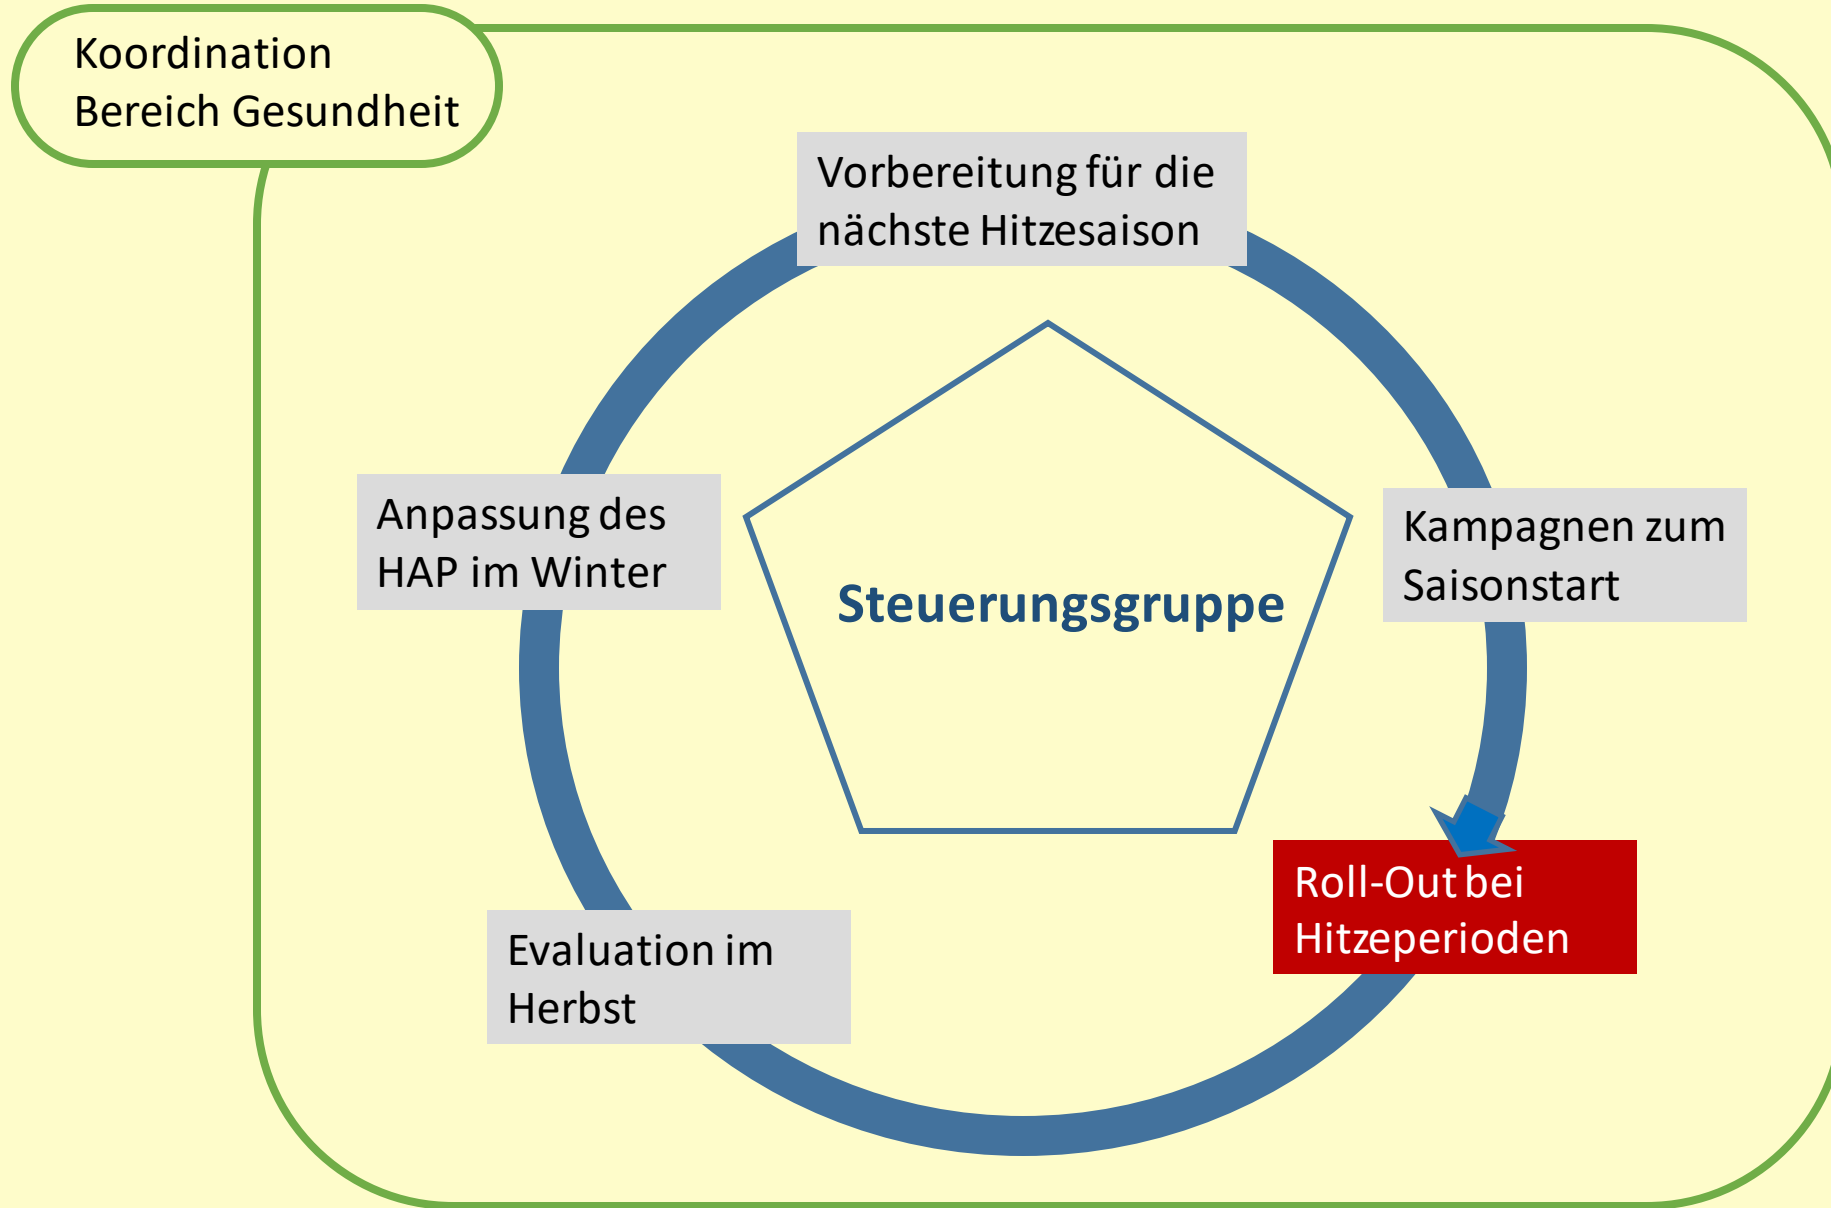 Koordination
Bereich Gesundheit
Vorbereitung für die
nächste Hitzesaison
Anpassung des
HAP im Winter
Kampagnen zum
Saisonstart
Steuerungsgruppe
Roll-Out bei
Hitzeperioden
Evaluation im
Herbst